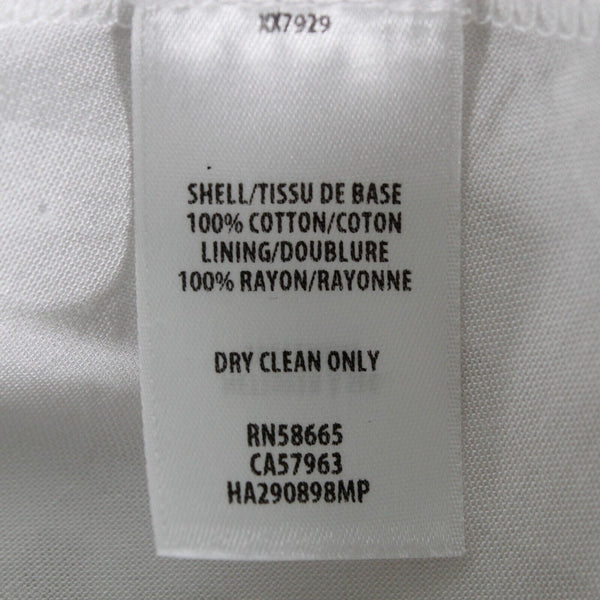 XX7929
SHELL/TISSU DE BASE
100% COTTON/COTON
LINING/DOUBLURE
100% RAYON/RAYONNE
DRY CLEAN ONLY
RN58665
CA57963
HA290898MP